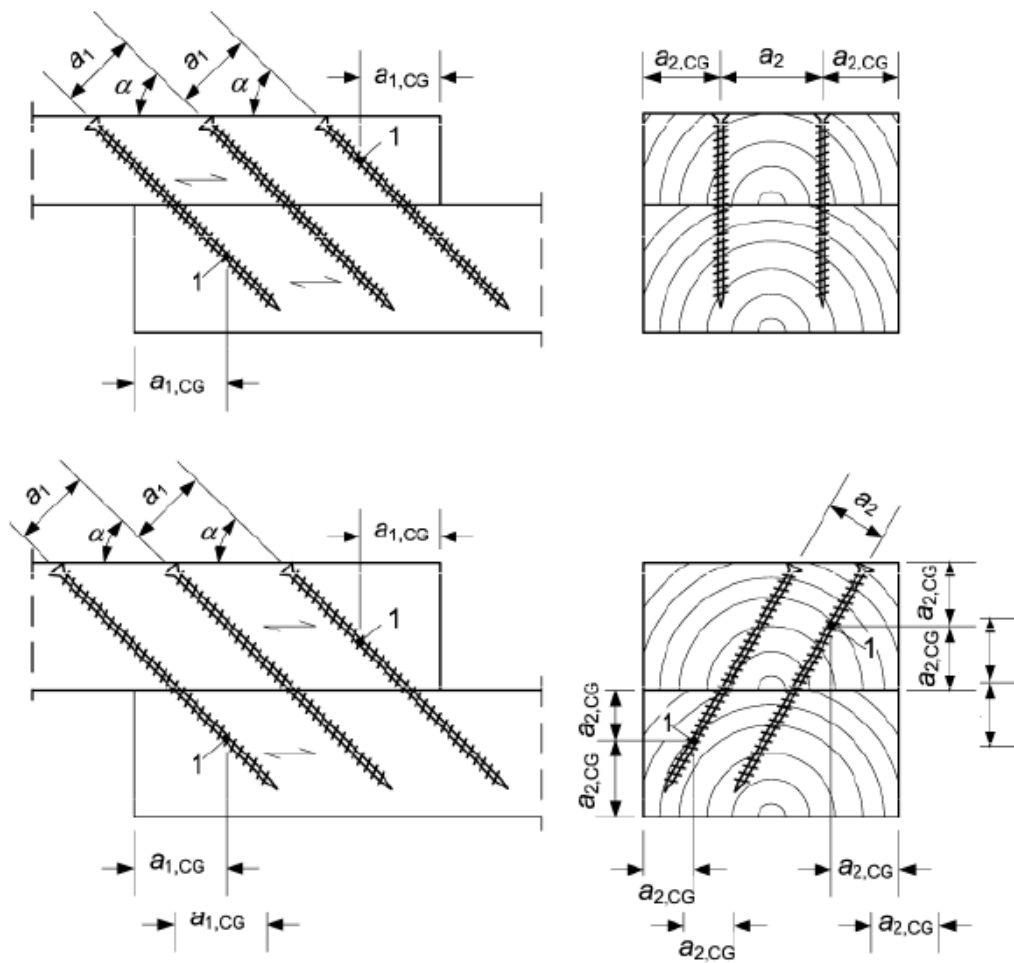 a₁ a₁ a₁,CG a₂,CG a₂ a₂,CG
α α
1
1
a₁,CG
a₁ a₁ a₁,CG a₂
α α
a₂,CG
1 1
a₂,CG
a₂,CG
1 1
a₂,CG
a₁,CG a₂,CG a₂,CG
a₁,CG a₂,CG a₂,CG